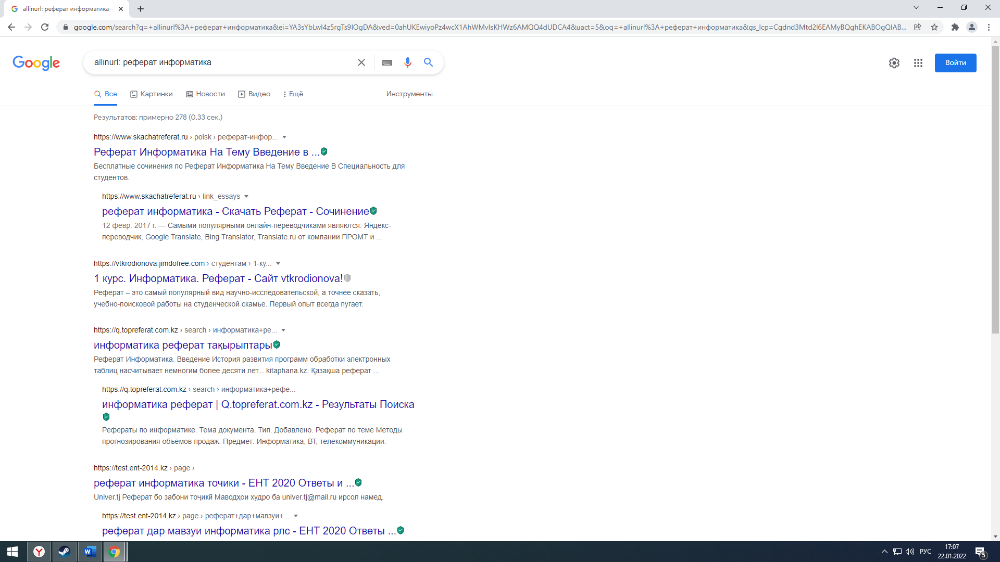 allinurl: реферат информатика -
google.com/search?q=+allinurl%3A+реферат+информатика&ei=YA3sYbLwI4z5rgTs9IOgDA&ved=0ahUKEwiyoPz4wcX1AhWMvIsKHWz6AMQQ4dUDCA4&uact=5&oq=+allinurl%3A+реферат+информатика&gs_lcp=Cgdnd3Mtd2l6EAMyBQghEKABOgQIAB...
Google
allinurl: реферат информатика
Войти
Все Картинки Новости Видео Ещё Инструменты
Результатов: примерно 278 (0,33 сек.)
https://www.skachatreferat.ru › poisk › реферат-инфор...
Реферат Информатика На Тему Введение в ...
Бесплатные сочинения по Реферат Информатика На Тему Введение В Специальность для
студентов.
https://www.skachatreferat.ru › link_essays
реферат информатика - Скачать Реферат - Сочинение
12 февр. 2017 г. — Самыми популярными онлайн-переводчиками являются: Яндекс-
переводчик, Google Translate, Bing Translator, Translate.ru от компании ПРОМТ и ...
https://vtkrodionova.jimdofree.com › студентам › 1-ку...
1 курс. Информатика. Реферат - Сайт vtkrodionova!
Реферат – это самый популярный вид научно-исследовательской, а точнее сказать,
учебно-поисковой работы на студенческой скамье. Первый опыт всегда пугает.
https://q.topreferat.com.kz › search › информатика+ре...
информатика реферат тақырыптары
Реферат Информатика. Введение История развития программ обработки электронных
таблиц насчитывает немногим более десяти лет... kitaphana.kz. Қазақша реферат ...
https://q.topreferat.com.kz › search › информатика+рефе...
информатика реферат | Q.topreferat.com.kz - Результаты Поиска
Рефераты по информатике. Тема документа. Тип. Добавлено. Реферат по теме Методы
прогнозирования объёмов продаж. Предмет: Информатика, ВТ, телекоммуникации.
https://test.ent-2014.kz › page ›
реферат информатика точики - ЕНТ 2020 Ответы и ...
Univer.tj Реферат бо забони тоҷикӣ Маводҳои худро ба univer.tj@mail.ru ирсол намед.
https://test.ent-2014.kz › page › реферат+дар+мавзуи+...
реферат дар мавзуи информатика рлс - ЕНТ 2020 Ответы ...
РУС
17:07
22.01.2022
5